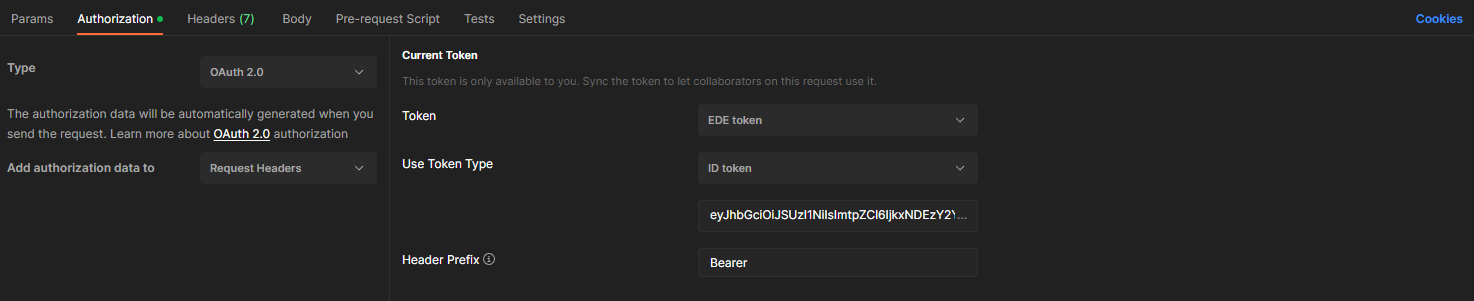 Params Authorization Headers (7) Body Pre-request Script Tests Settings Cookies
Type
OAuth 2.0
The authorization data will be automatically generated when you
send the request. Learn more about OAuth 2.0 authorization
Add authorization data to
Request Headers
Current Token
This token is only available to you. Sync the token to let collaborators on this request use it.
Token
EDE token
Use Token Type
ID token
eyJhbGciOiJSUzI1NiIsImtpZCI6IjkxNDEzY2Y...
Header Prefix
Bearer